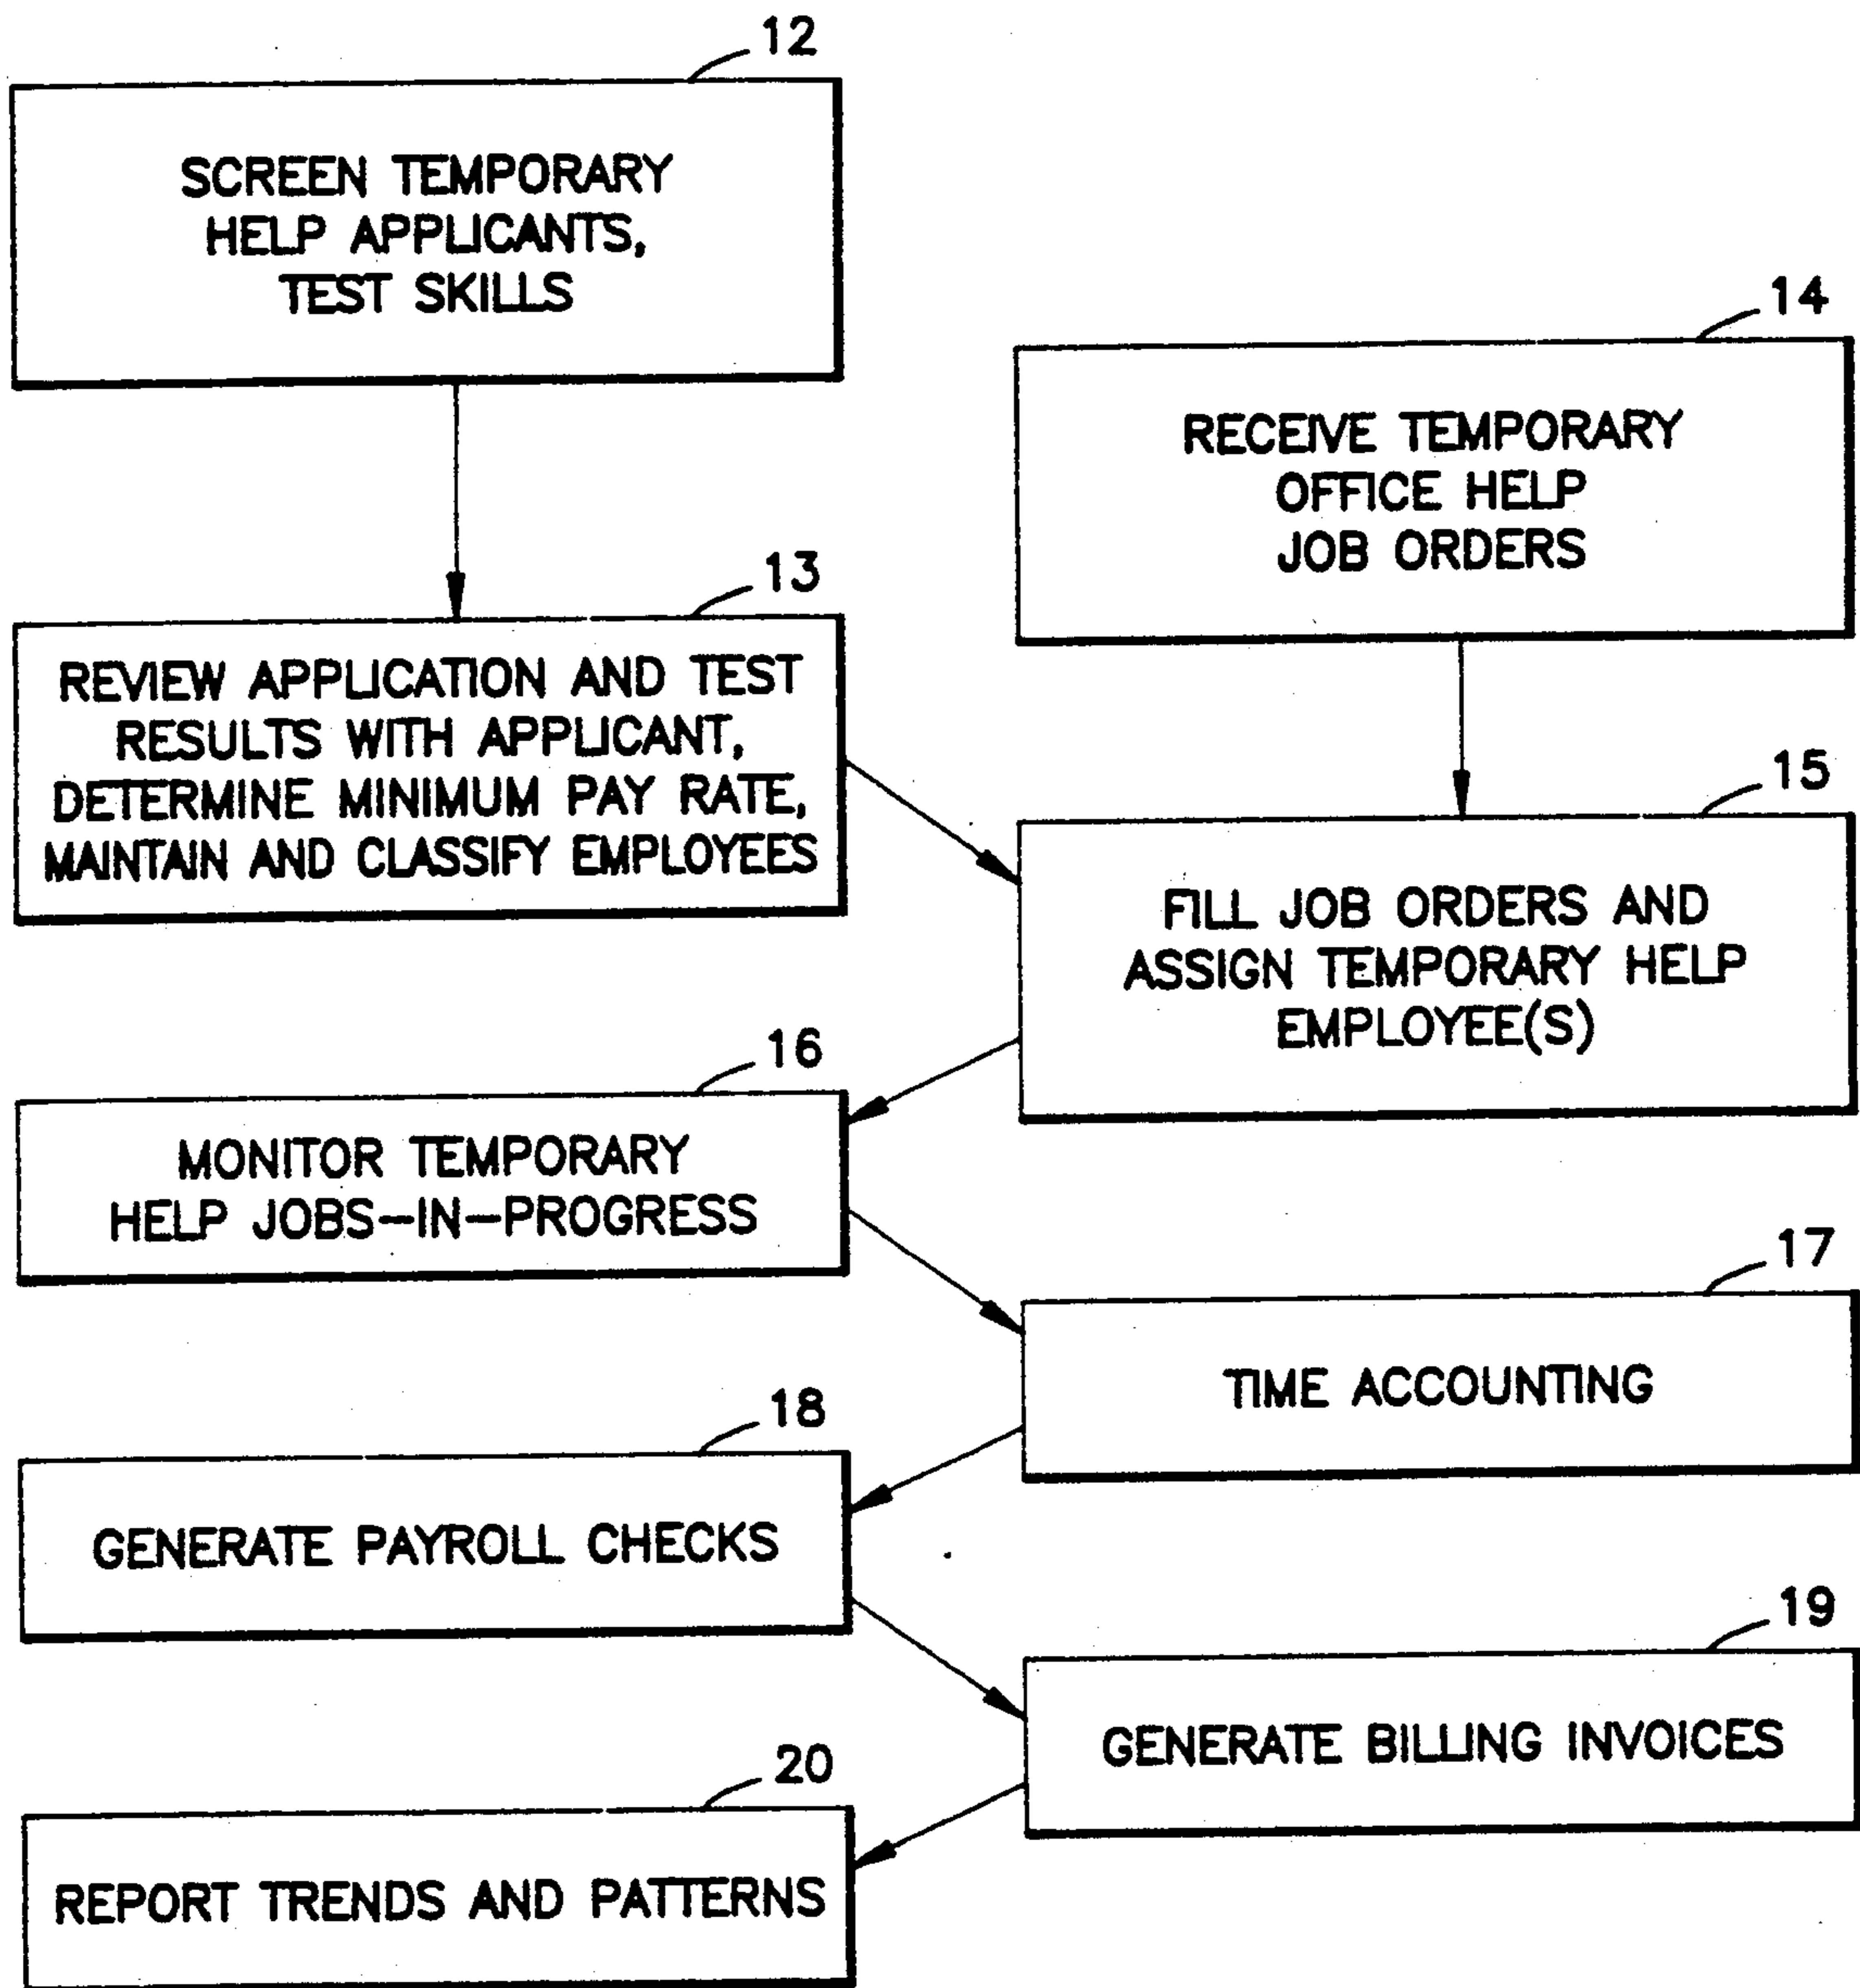 12
SCREEN TEMPORARY
HELP APPLICANTS,
TEST SKILLS
14
RECEIVE TEMPORARY
OFFICE HELP
JOB ORDERS
13
REVIEW APPLICATION AND TEST
RESULTS WITH APPLICANT,
DETERMINE MINIMUM PAY RATE,
MAINTAIN AND CLASSIFY EMPLOYEES
15
FILL JOB ORDERS AND
ASSIGN TEMPORARY HELP
EMPLOYEE(S)
16
MONITOR TEMPORARY
HELP JOBS-IN-PROGRESS
17
TIME ACCOUNTING
18
GENERATE PAYROLL CHECKS
19
GENERATE BILLING INVOICES
20
REPORT TRENDS AND PATTERNS